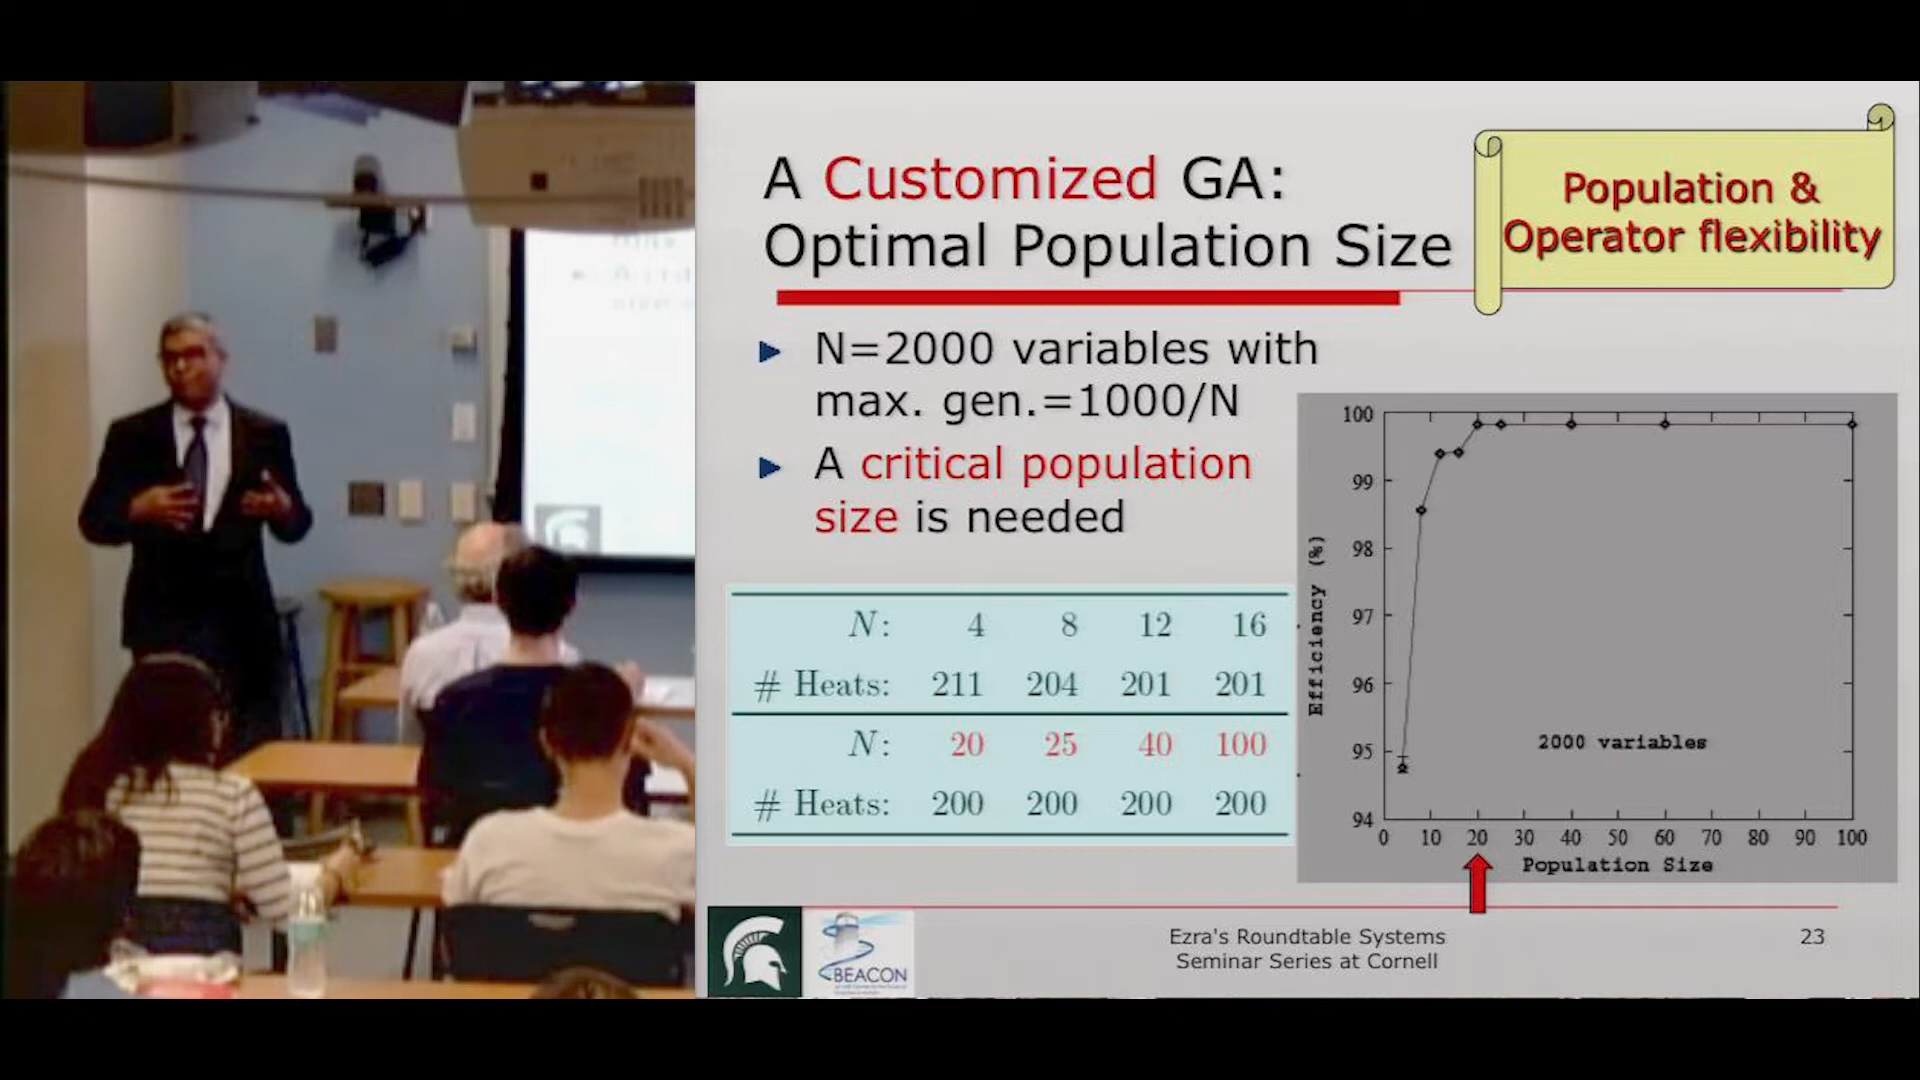 A Customized GA:
Optimal Population Size
Population &
Operator flexibility
N=2000 variables with
max. gen.=1000/N
A critical population
size is needed
N: 4 8 12 16
# Heats: 211 204 201 201
N: 20 25 40 100
# Heats: 200 200 200 200
100
99
98
97
96
95
94
Efficiency (%)
2000 variables
0 10 20 30 40 50 60 70 80 90 100
Population Size
BEACON
Ezra's Roundtable Systems
Seminar Series at Cornell
23